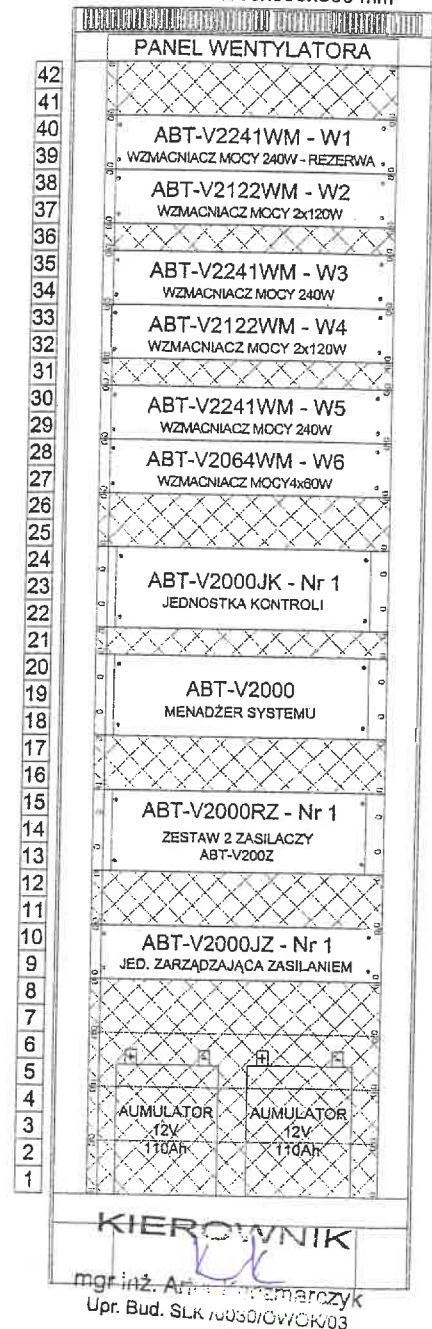 PANEL WENTYLATORA
42
41
40
39
ABT-V2241WM - W1
WZMACNIACZ MOCY 240W - REZERWA
38
37
ABT-V2122WM - W2
WZMACNIACZ MOCY 2x120W
36
35
34
ABT-V2241WM - W3
WZMACNIACZ MOCY 240W
33
32
ABT-V2122WM - W4
WZMACNIACZ MOCY 2x120W
31
30
29
ABT-V2241WM - W5
WZMACNIACZ MOCY 240W
28
27
ABT-V2064WM - W6
WZMACNIACZ MOCY4x60W
26
25
24
23
22
ABT-V2000JK - Nr 1
JEDNOSTKA KONTROLI
21
20
19
18
ABT-V2000
MENADŻER SYSTEMU
17
16
15
14
13
ABT-V2000RZ - Nr 1
ZESTAW 2 ZASILACZY
ABT-V200Z
12
11
10
9
ABT-V2000JZ - Nr 1
JED. ZARZĄDZAJĄCA ZASILANIEM
8
7
6
5
4
3
2
1
+ - + -
AUMULATOR AUMULATOR
12V 12V
110Ah 110Ah
KIEROWNIK
mgr inż.
Upr. Bud. SLK /0030/OWOK/03